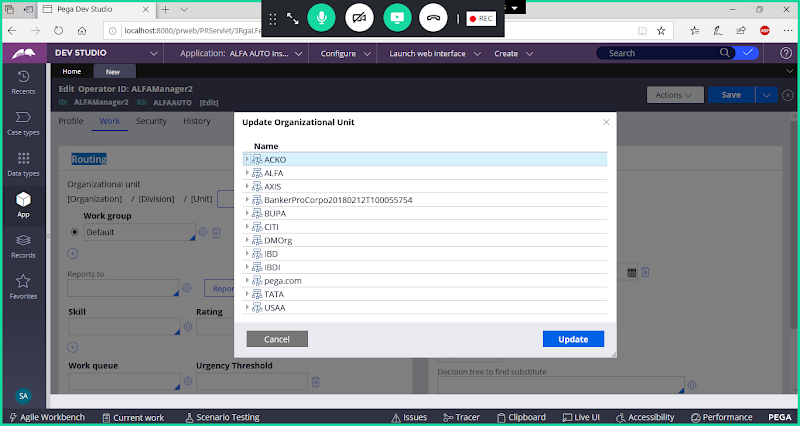 Pega Dev Studio
REC
localhost:8080/prweb/PRServlet/3RgaLFe
ABP
DEV STUDIO
Application: ALFA AUTO Ins...
Configure
Launch web interface
Create
Search
Home
New
Recents
Case types
Data types
App
Records
Favorites
SA
Edit Operator ID: ALFAManager2
ID: ALFAManager2 RS: ALFAAUTO [Edit]
Actions
Save
Profile
Work
Security
History
Routing
Organizational unit
[Organization] / [Division] / [Unit]
Work group
Default
Reports to
Repor
Skill
Rating
Work queue
Urgency Threshold
Decision tree to find substitute
Update Organizational Unit
Name
ACKO
ALFA
AXIS
BankerProCorpo20180212T100055754
BUPA
CITI
DMOrg
IBD
IBDI
pega.com
TATA
USAA
Cancel
Update
Agile Workbench
Current work
Scenario Testing
Issues
Tracer
Clipboard
Live UI
Accessibility
Performance
PEGA